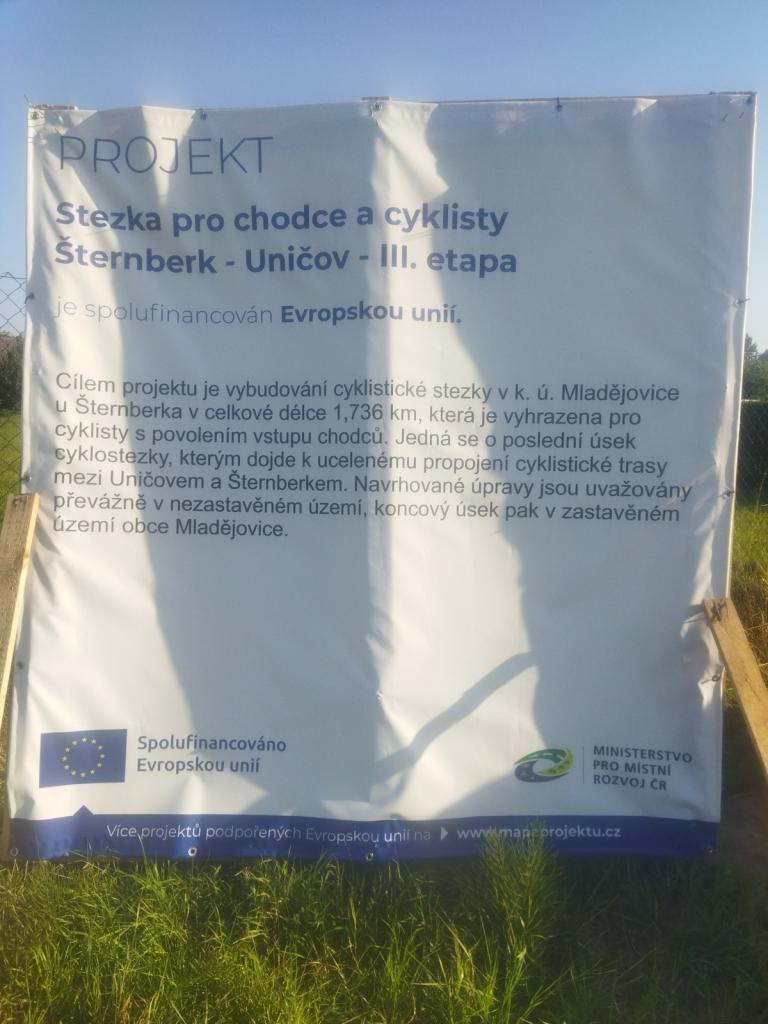 PROJEKT
Stezka pro chodce a cyklisty
Šternberk - Uničov - III. etapa
je spolufinancován Evropskou unií.
Cílem projektu je vybudování cyklistické stezky v k. ú. Mladějovice
u Šternberka v celkové délce 1,736 km, která je vyhrazena pro
cyklisty s povolením vstupu chodců. Jedná se o poslední úsek
cyklostezky, kterým dojde k ucelenému propojení cyklistické trasy
mezi Uničovem a Šternberkem. Navrhované úpravy jsou uvažovány
převážně v nezastavěném území, koncový úsek pak v zastavěném
území obce Mladějovice.
Spolufinancováno
Evropskou unií
MINISTERSTVO
PRO MÍSTNÍ
ROZVOJ ČR
Více projektů podpořených Evropskou unií na www.mapaprojektu.cz